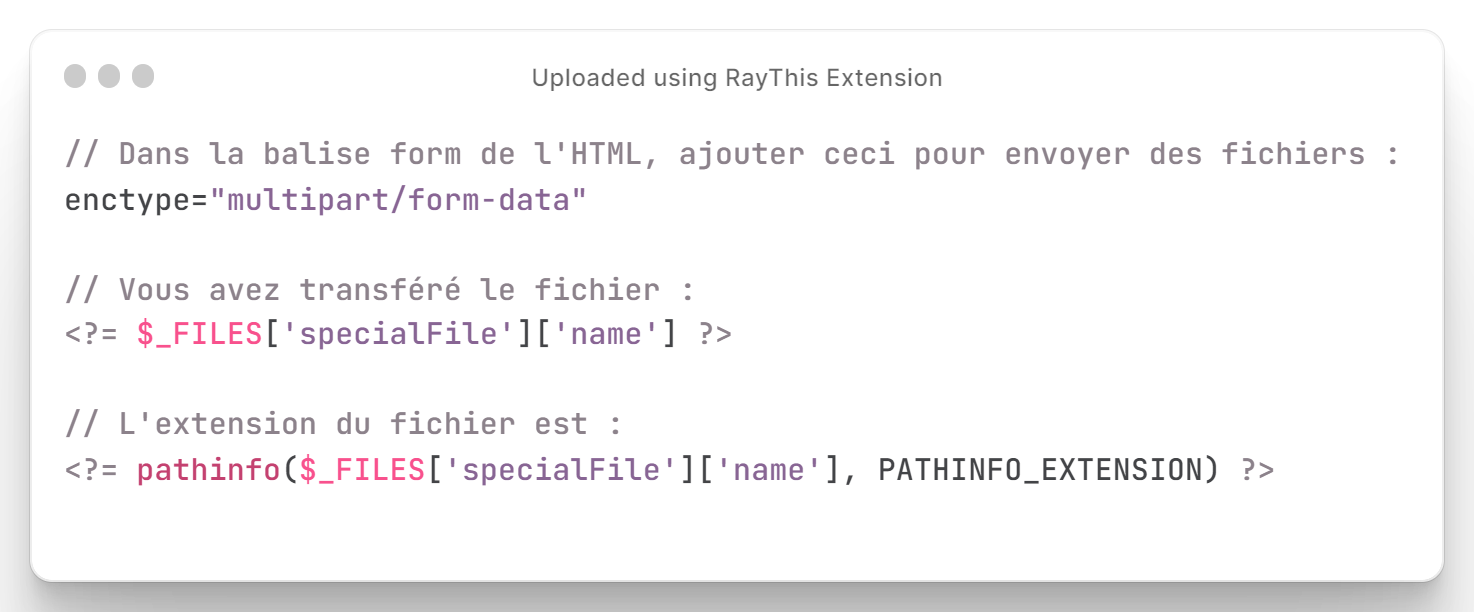 Uploaded using RayThis Extension
// Dans la balise form de l'HTML, ajouter ceci pour envoyer des fichiers :
enctype="multipart/form-data"
// Vous avez transféré le fichier :
<?= $_FILES['specialFile']['name'] ?>
// L'extension du fichier est :
<?= pathinfo($_FILES['specialFile']['name'], PATHINFO_EXTENSION) ?>